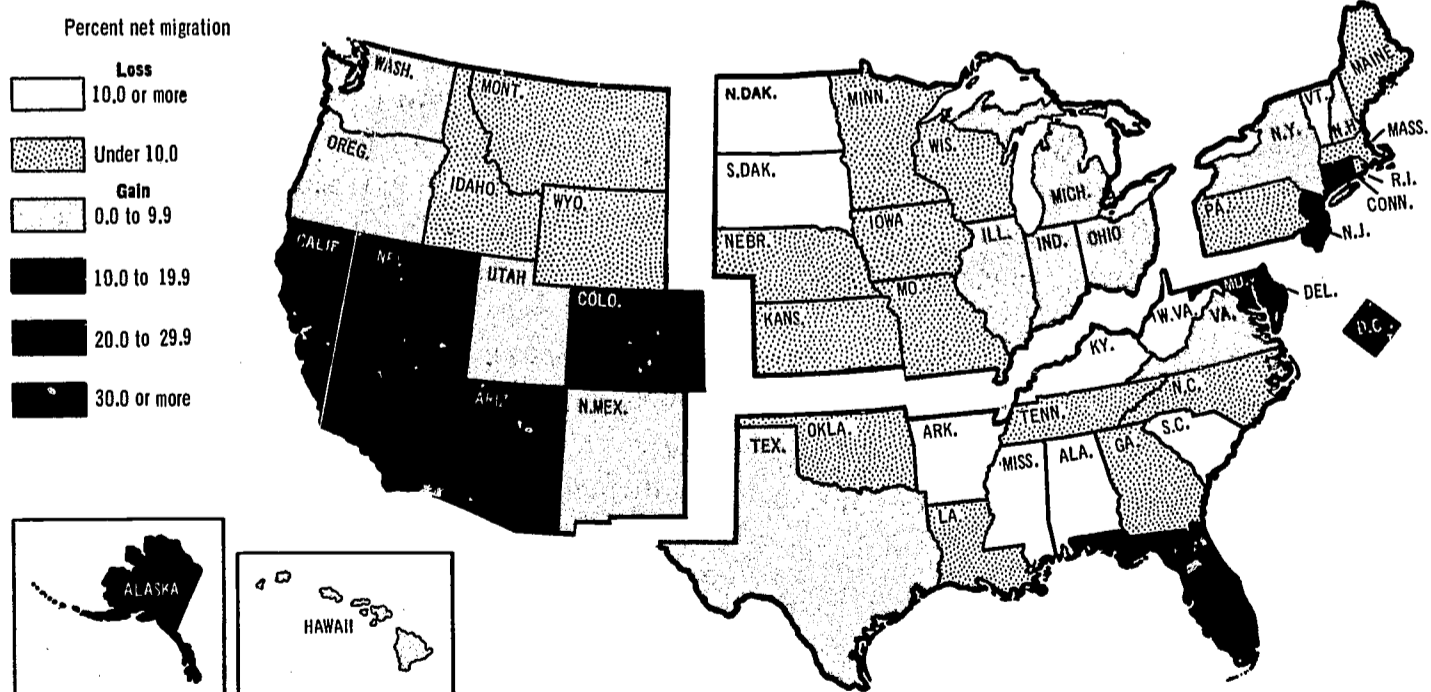 Percent net migration
Loss
10.0 or more
Under 10.0
Gain
0.0 to 9.9
10.0 to 19.9
20.0 to 29.9
30.0 or more
WASH.
MONT.
OREG.
IDAHO
WYO.
CALIF
UTAH
COLO.
N.MEX.
N.DAK.
S.DAK.
NEBR.
KANS.
MINN.
IOWA
MO.
WIS.
MICH.
ILL.
IND.
OHIO
KY.
W.VA.
VA.
MD.
DEL.
D.C.
PA.
N.Y.
VT.
N.H.
MAINE
MASS.
R.I.
CONN.
N.J.
TENN.
N.C.
S.C.
OKLA.
TEX.
ARK.
LA.
MISS.
ALA.
GA.
ALASKA
HAWAII